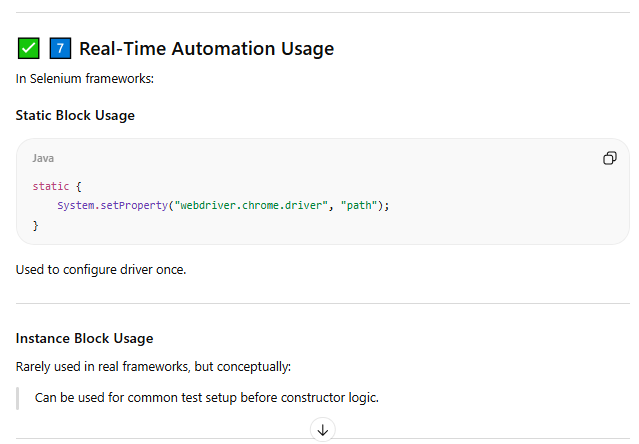 ✅ 7️⃣ Real-Time Automation Usage
In Selenium frameworks:
Static Block Usage
Java
static {
    System.setProperty("webdriver.chrome.driver", "path");
}
Used to configure driver once.
Instance Block Usage
Rarely used in real frameworks, but conceptually:
Can be used for common test setup before constructor logic.